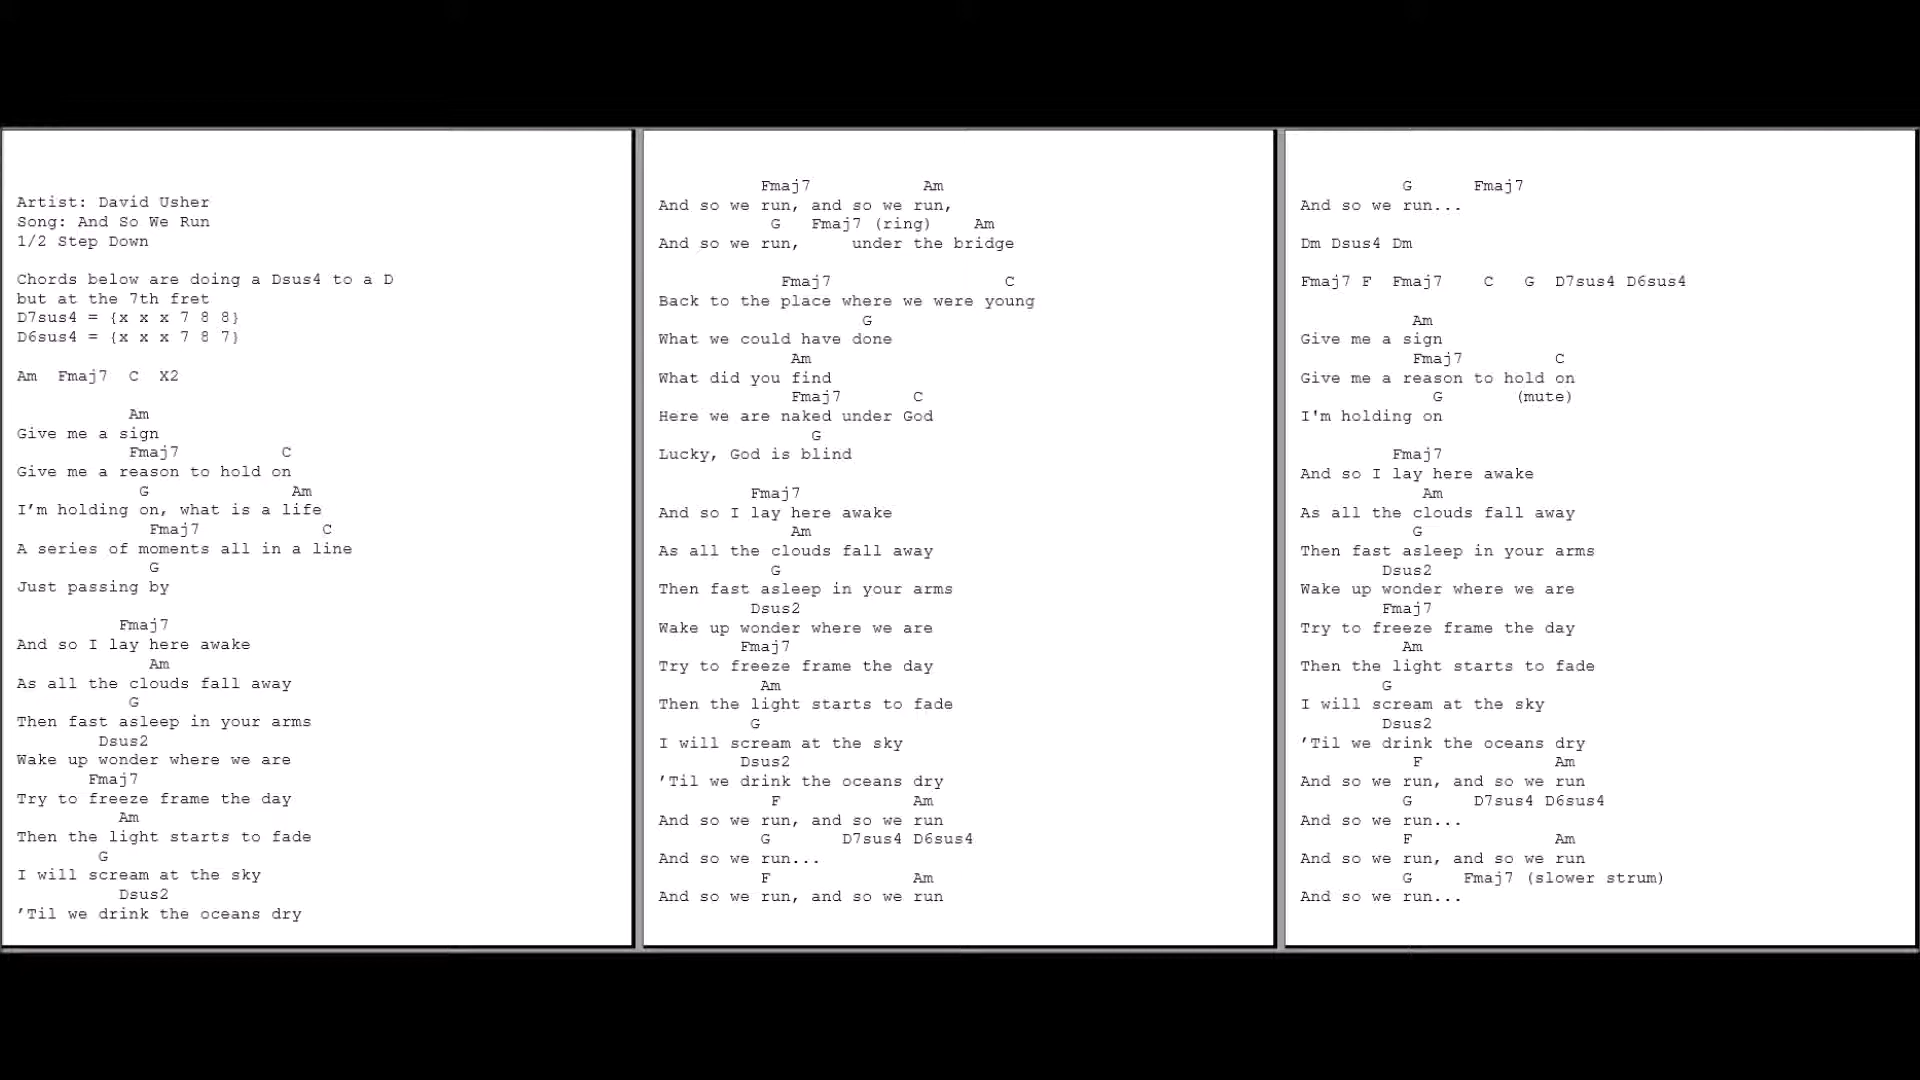 Artist: David Usher
Song: And So We Run
1/2 Step Down
Chords below are doing a Dsus4 to a D
but at the 7th fret
D7sus4 = {x x x 7 8 8}
D6sus4 = {x x x 7 8 7}
Am Fmaj7 C X2
Am
Give me a sign
Fmaj7 C
Give me a reason to hold on
G Am
I’m holding on, what is a life
Fmaj7 C
A series of moments all in a line
G
Just passing by
Fmaj7
And so I lay here awake
Am
As all the clouds fall away
G
Then fast asleep in your arms
Dsus2
Wake up wonder where we are
Fmaj7
Try to freeze frame the day
Am
Then the light starts to fade
G
I will scream at the sky
Dsus2
’Til we drink the oceans dry
Fmaj7 Am
And so we run, and so we run,
G Fmaj7 (ring) Am
And so we run, under the bridge
Fmaj7 C
Back to the place where we were young
G
What we could have done
Am
What did you find
Fmaj7 C
Here we are naked under God
G
Lucky, God is blind
Fmaj7
And so I lay here awake
Am
As all the clouds fall away
G
Then fast asleep in your arms
Dsus2
Wake up wonder where we are
Fmaj7
Try to freeze frame the day
Am
Then the light starts to fade
G
I will scream at the sky
Dsus2
’Til we drink the oceans dry
F Am
And so we run, and so we run
G D7sus4 D6sus4
And so we run...
F Am
And so we run, and so we run
G Fmaj7
And so we run...
Dm Dsus4 Dm
Fmaj7 F Fmaj7 C G D7sus4 D6sus4
Am
Give me a sign
Fmaj7 C
Give me a reason to hold on
G (mute)
I'm holding on
Fmaj7
And so I lay here awake
Am
As all the clouds fall away
G
Then fast asleep in your arms
Dsus2
Wake up wonder where we are
Fmaj7
Try to freeze frame the day
Am
Then the light starts to fade
G
I will scream at the sky
Dsus2
’Til we drink the oceans dry
F Am
And so we run, and so we run
G D7sus4 D6sus4
And so we run...
F Am
And so we run, and so we run
G Fmaj7 (slower strum)
And so we run...